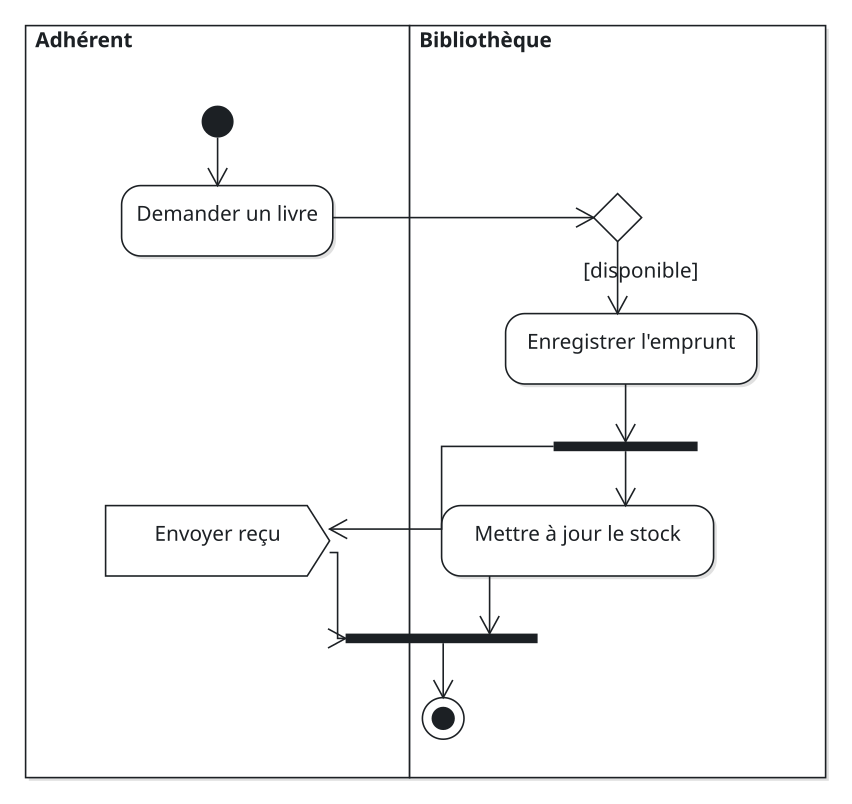 Adhérent
Bibliothèque
Demander un livre
[disponible]
Enregistrer l'emprunt
Envoyer reçu
Mettre à jour le stock